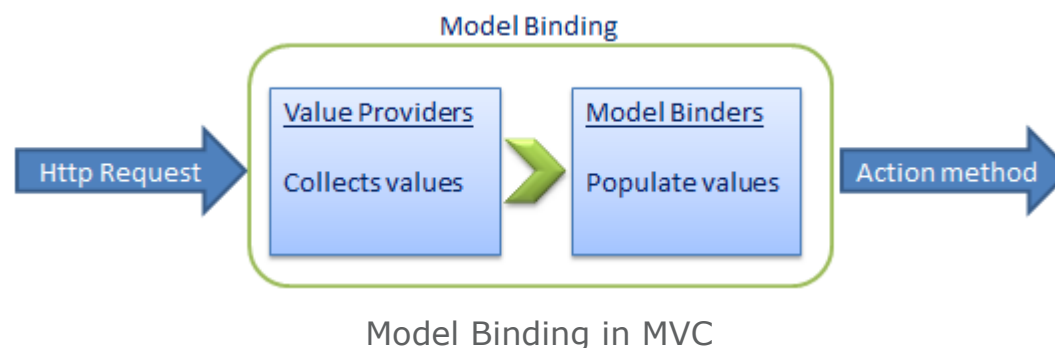 Model Binding
Http Request
Value Providers
Collects values
Model Binders
Populate values
Action method
Model Binding in MVC